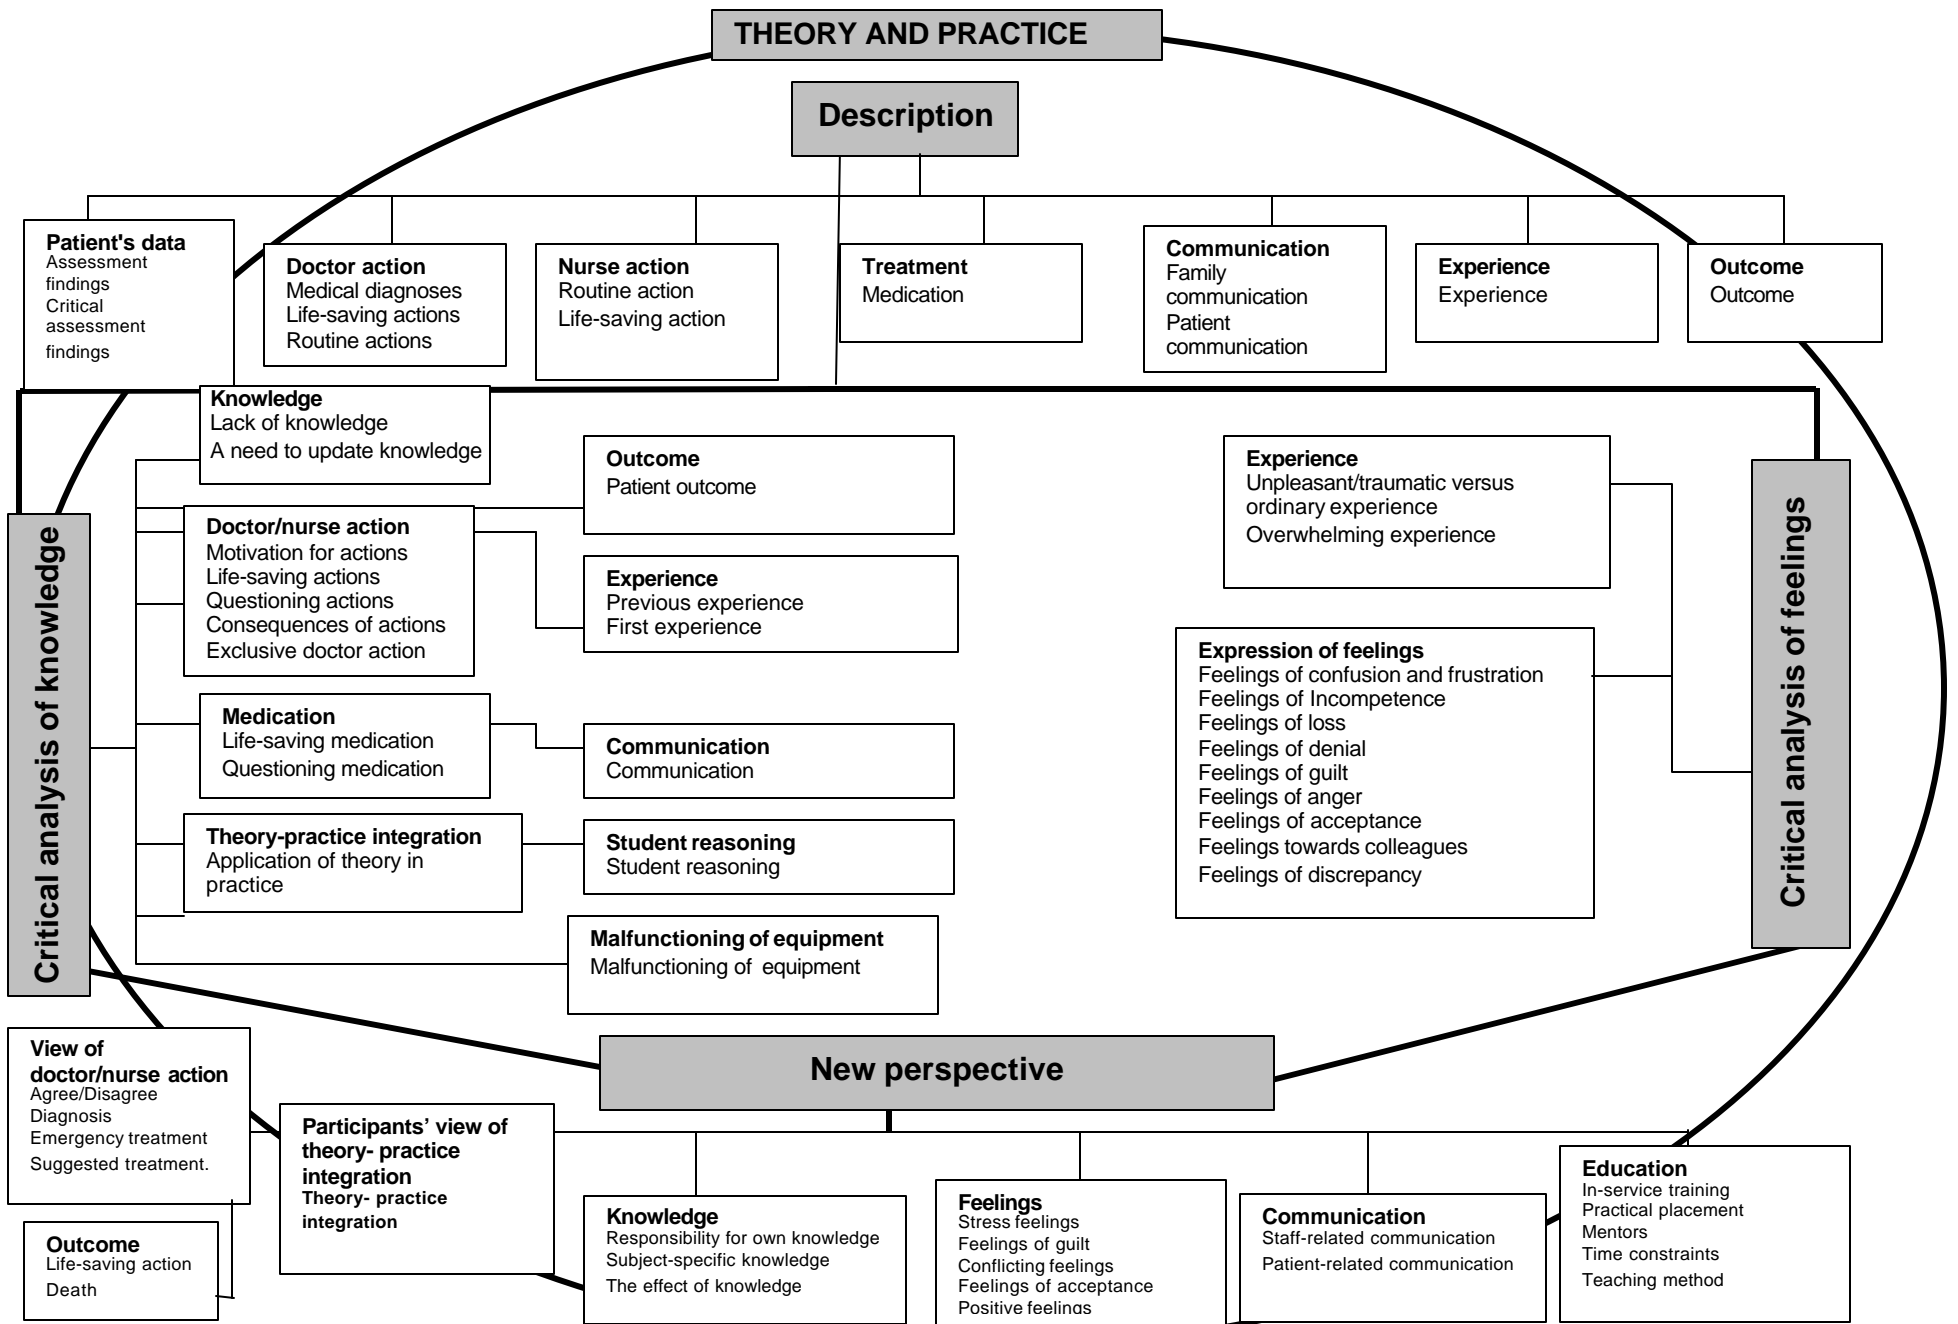 THEORY AND PRACTICE
Description
Patient's data
Assessment
findings
Critical
assessment
findings
Doctor action
Medical diagnoses
Life-saving actions
Routine actions
Nurse action
Routine action
Life-saving action
Treatment
Medication
Communication
Family
communication
Patient
communication
Experience
Experience
Outcome
Outcome
Critical analysis of knowledge
Knowledge
Lack of knowledge
A need to update knowledge
Doctor/nurse action
Motivation for actions
Life-saving actions
Questioning actions
Consequences of actions
Exclusive doctor action
Medication
Life-saving medication
Questioning medication
Theory-practice integration
Application of theory in
practice
Outcome
Patient outcome
Experience
Previous experience
First experience
Communication
Communication
Student reasoning
Student reasoning
Malfunctioning of equipment
Malfunctioning of equipment
Experience
Unpleasant/traumatic versus
ordinary experience
Overwhelming experience
Expression of feelings
Feelings of confusion and frustration
Feelings of Incompetence
Feelings of loss
Feelings of denial
Feelings of guilt
Feelings of anger
Feelings of acceptance
Feelings towards colleagues
Feelings of discrepancy
Critical analysis of feelings
New perspective
View of
doctor/nurse action
Agree/Disagree
Diagnosis
Emergency treatment
Suggested treatment.
Outcome
Life-saving action
Death
Participants’ view of
theory- practice
integration
Theory- practice
integration
Knowledge
Responsibility for own knowledge
Subject-specific knowledge
The effect of knowledge
Feelings
Stress feelings
Feelings of guilt
Conflicting feelings
Feelings of acceptance
Positive feelings
Communication
Staff-related communication
Patient-related communication
Education
In-service training
Practical placement
Mentors
Time constraints
Teaching method